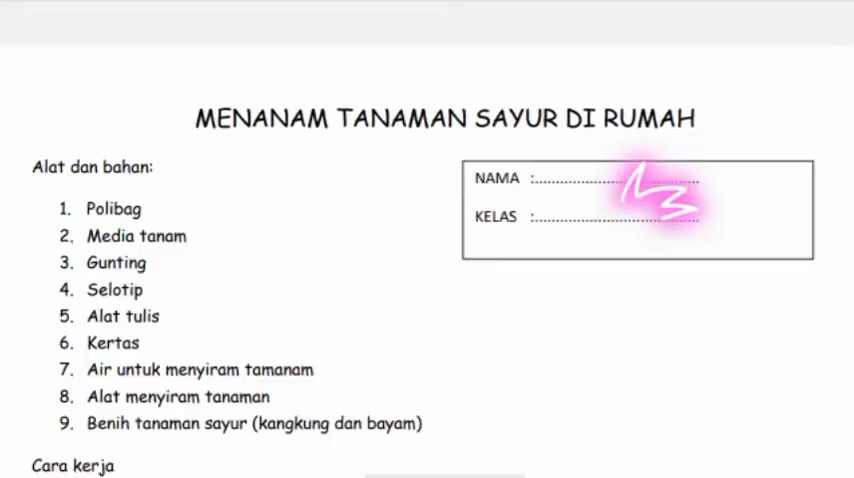 MENANAM TANAMAN SAYUR DI RUMAH
Alat dan bahan:
NAMA :...............................................
KELAS :...............................................
1. Polibag
2. Media tanam
3. Gunting
4. Selotip
5. Alat tulis
6. Kertas
7. Air untuk menyiram tamanam
8. Alat menyiram tanaman
9. Benih tanaman sayur (kangkung dan bayam)
Cara kerja